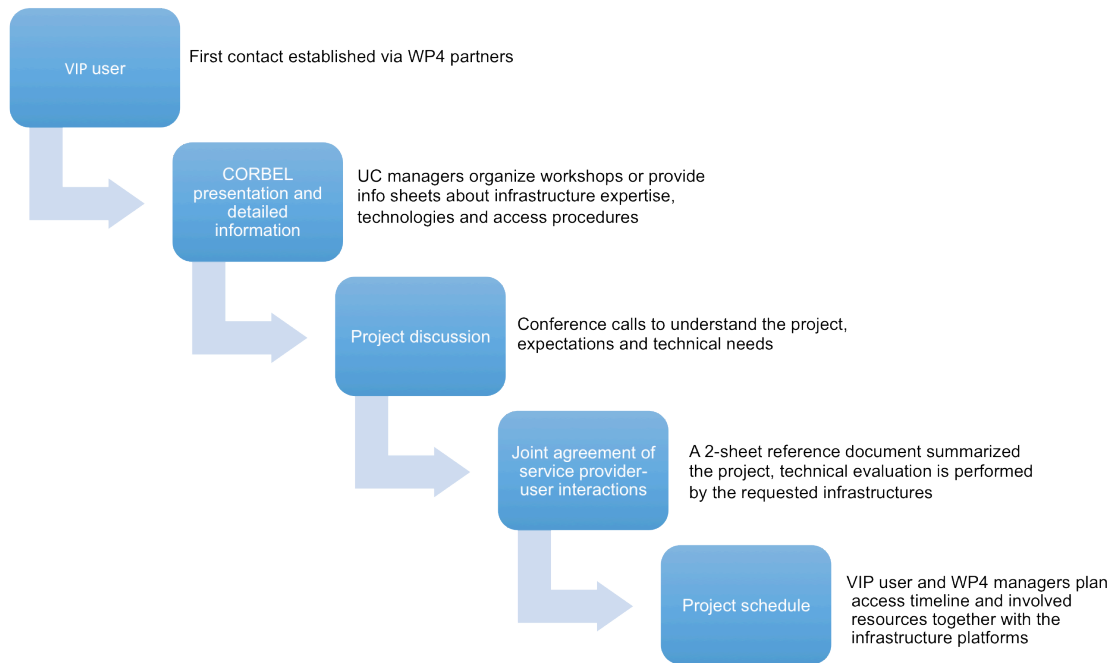 VIP user
First contact established via WP4 partners
CORBEL
presentation and
detailed
information
UC managers organize workshops or provide
info sheets about infrastructure expertise,
technologies and access procedures
Project discussion
Conference calls to understand the project,
expectations and technical needs
Joint agreement of
service provider-
user interactions
A 2-sheet reference document summarized
the project, technical evaluation is performed
by the requested infrastructures
Project schedule
VIP user and WP4 managers plan
access timeline and involved
resources together with the
infrastructure platforms